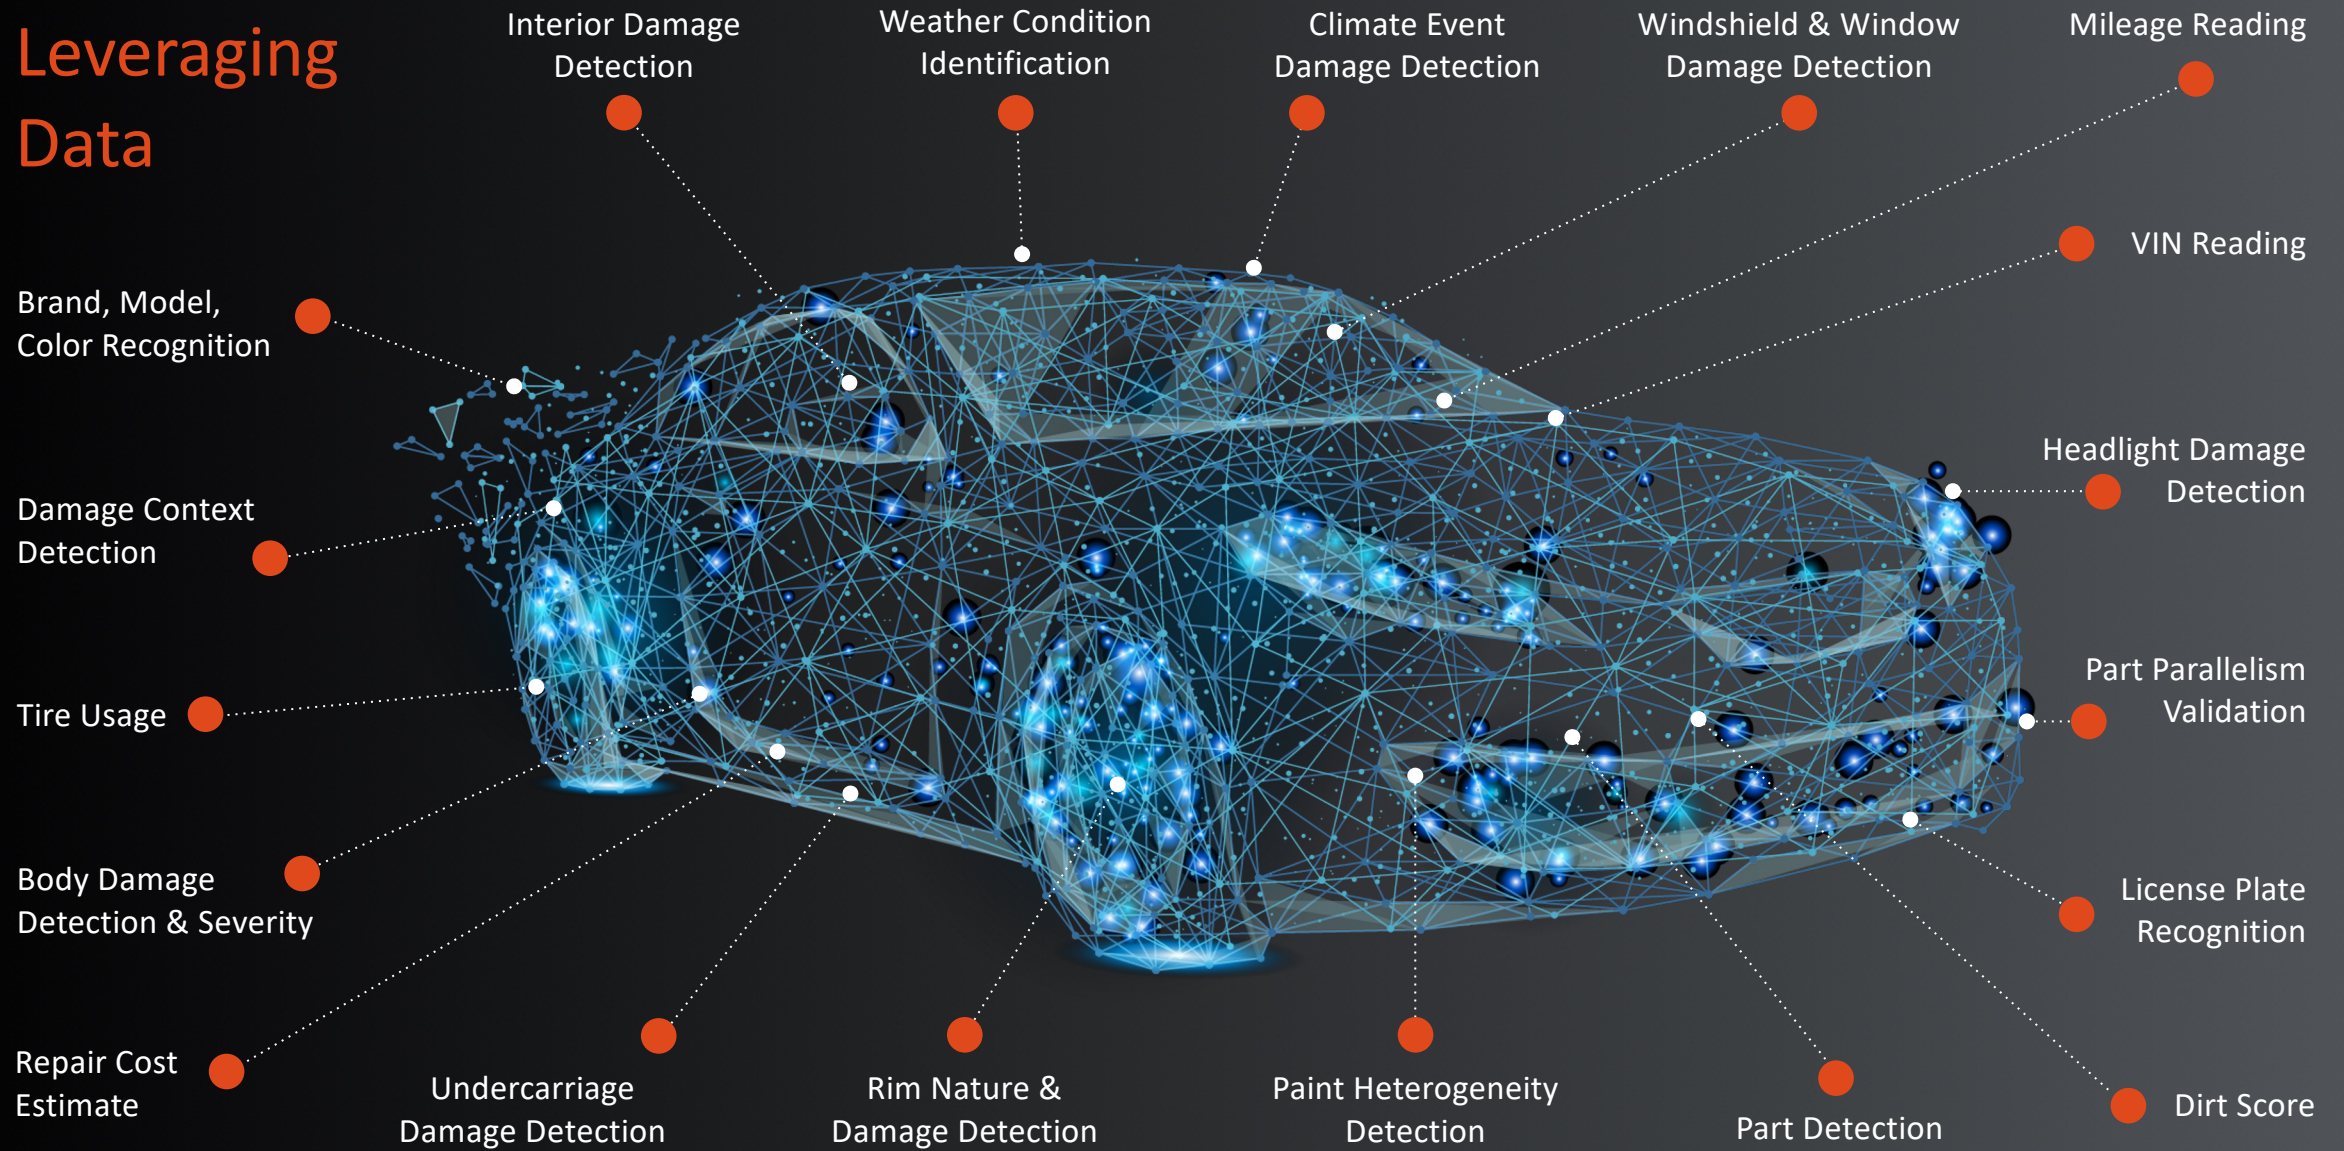 Leveraging
Data
Interior Damage
Detection
Weather Condition
Identification
Climate Event
Damage Detection
Windshield & Window
Damage Detection
Mileage Reading
VIN Reading
Brand, Model,
Color Recognition
Headlight Damage
Detection
Damage Context
Detection
Part Parallelism
Validation
Tire Usage
Body Damage
Detection & Severity
License Plate
Recognition
Repair Cost
Estimate
Undercarriage
Damage Detection
Rim Nature &
Damage Detection
Paint Heterogeneity
Detection
Part Detection
Dirt Score